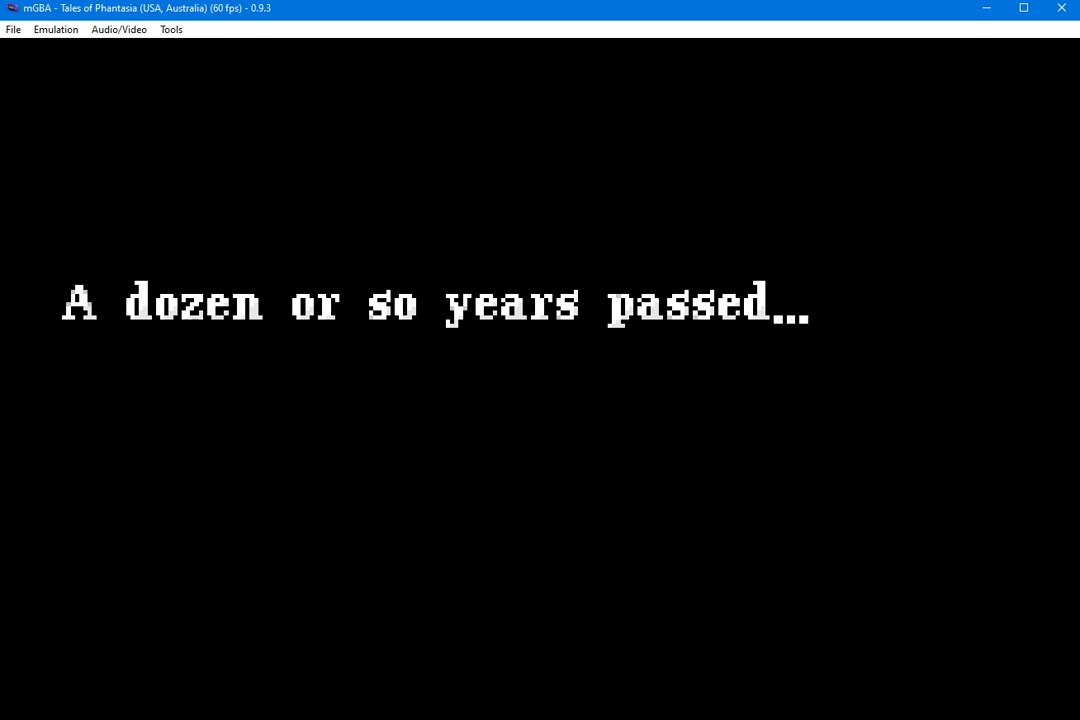 mGBA - Tales of Phantasia (USA, Australia) (60 fps) - 0.9.3
File Emulation Audio/Video Tools
A dozen or so years passed...